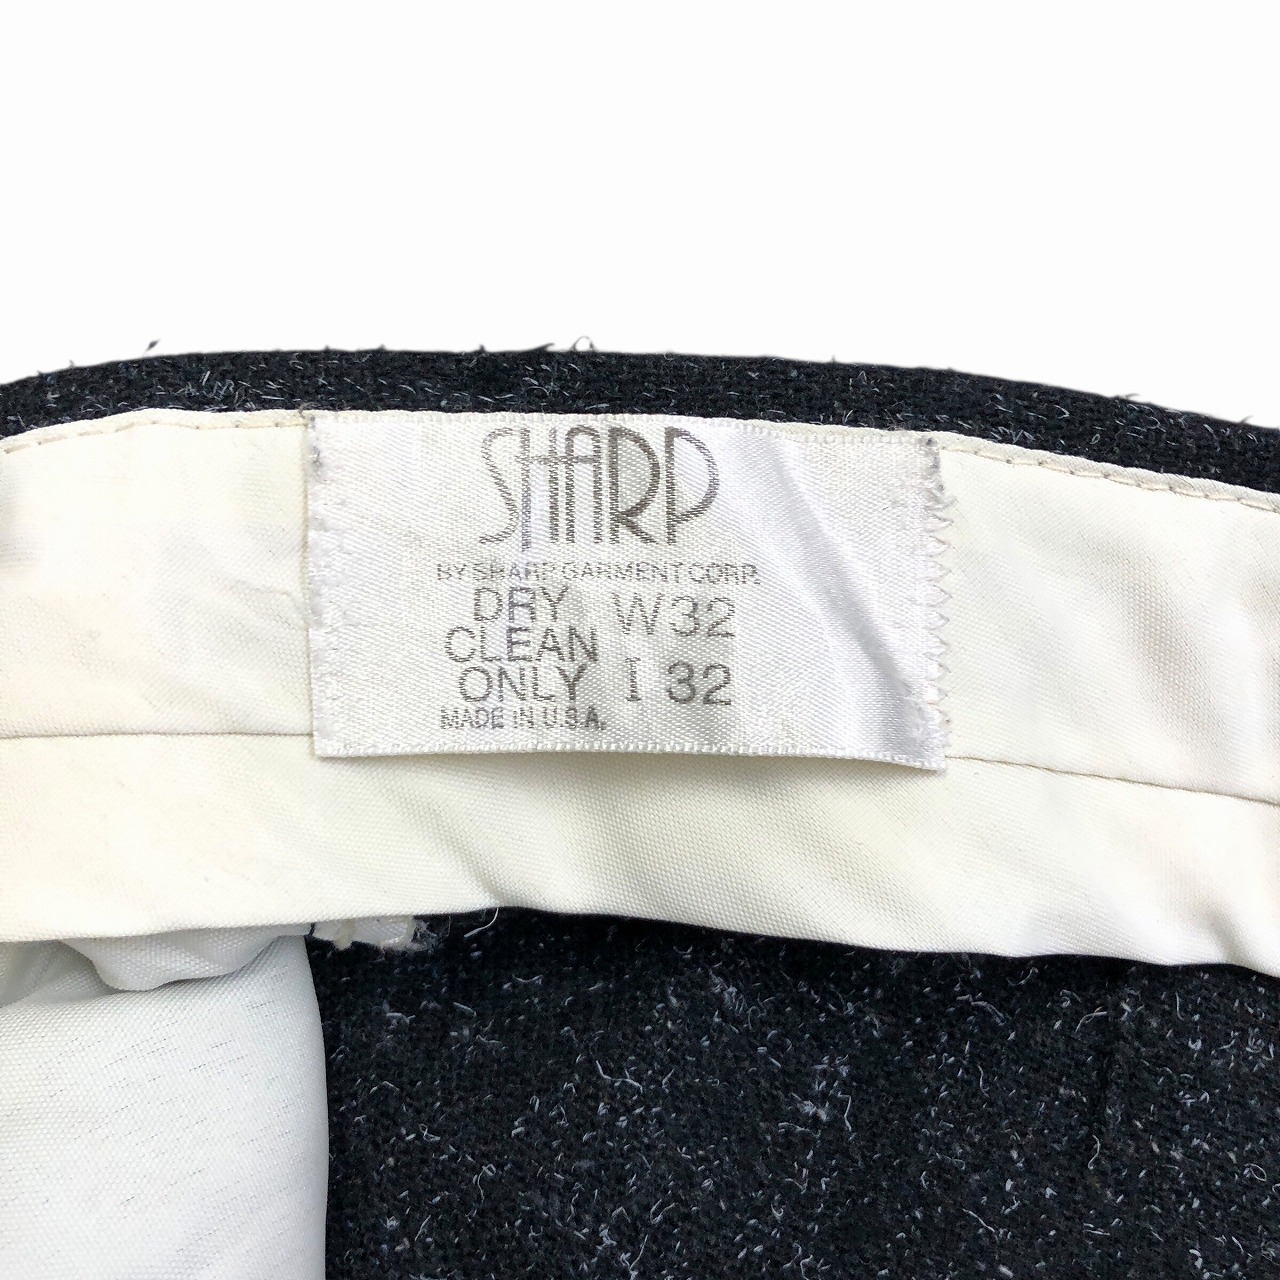 SHARP
BY SHARP GARMENT CORP.
DRY CLEAN ONLY
W32
I 32
MADE IN U.S.A.